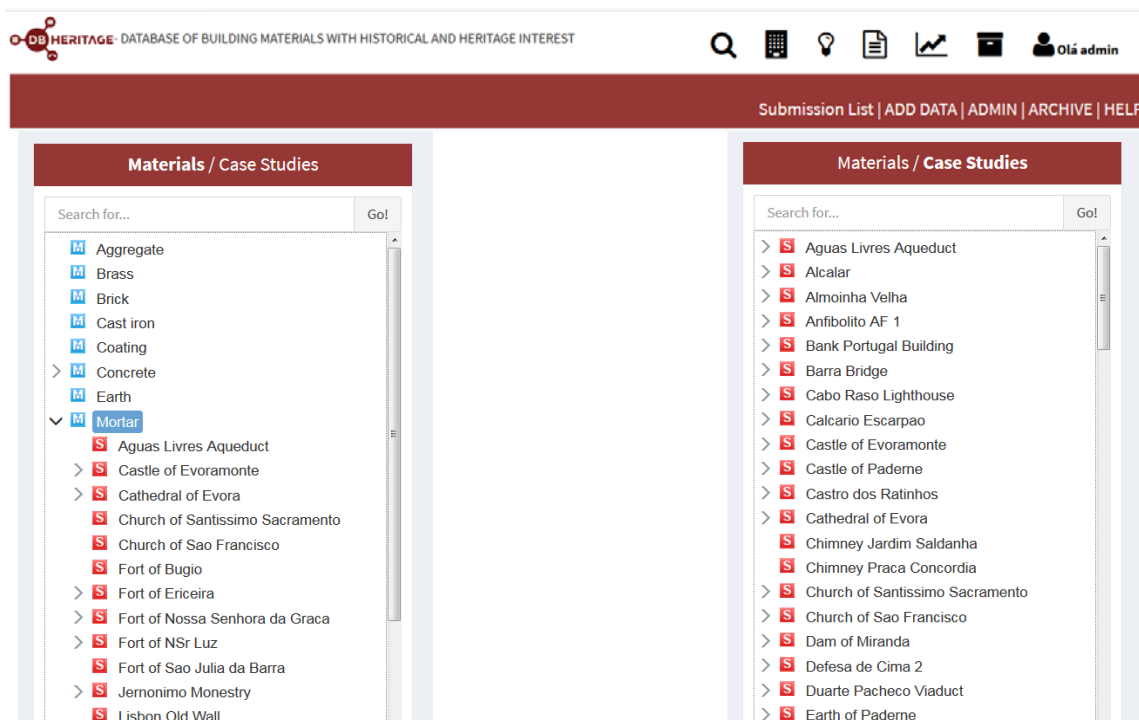 DB HERITAGE - DATABASE OF BUILDING MATERIALS WITH HISTORICAL AND HERITAGE INTEREST
Olá admin
Submission List | ADD DATA | ADMIN | ARCHIVE | HELP
Materials / Case Studies
Search for...
Go!
M Aggregate
M Brass
M Brick
M Cast iron
M Coating
M Concrete
M Earth
M Mortar
S Aguas Livres Aqueduct
S Castle of Evoramonte
S Cathedral of Evora
S Church of Santissimo Sacramento
S Church of Sao Francisco
S Fort of Bugio
S Fort of Ericeira
S Fort of Nossa Senhora da Graca
S Fort of NSr Luz
S Fort of Sao Julia da Barra
S Jernonimo Monestry
S Lisbon Old Wall
Materials / Case Studies
Search for...
Go!
S Aguas Livres Aqueduct
S Alcalar
S Almoinha Velha
S Anfibolito AF 1
S Bank Portugal Building
S Barra Bridge
S Cabo Raso Lighthouse
S Calcario Escarpao
S Castle of Evoramonte
S Castle of Paderne
S Castro dos Ratinhos
S Cathedral of Evora
S Chimney Jardim Saldanha
S Chimney Praca Concordia
S Church of Santissimo Sacramento
S Church of Sao Francisco
S Dam of Miranda
S Defesa de Cima 2
S Duarte Pacheco Viaduct
S Earth of Paderne